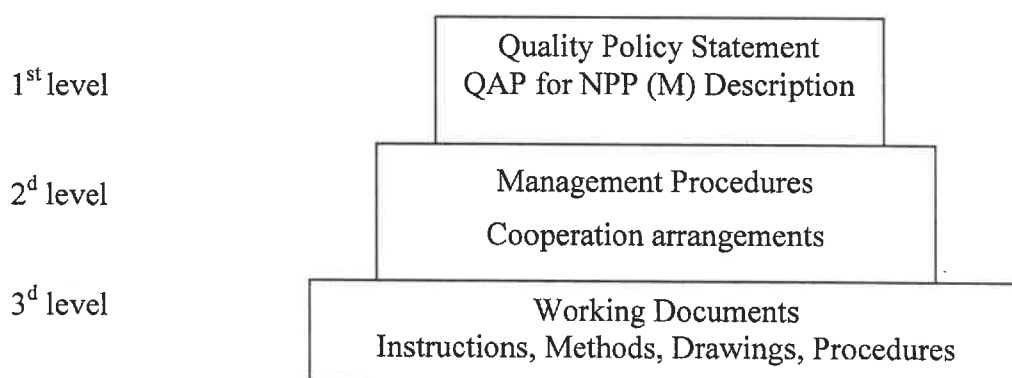 1st level
Quality Policy Statement
QAP for NPP (M) Description
2d level
Management Procedures
Cooperation arrangements
3d level
Working Documents
Instructions, Methods, Drawings, Procedures